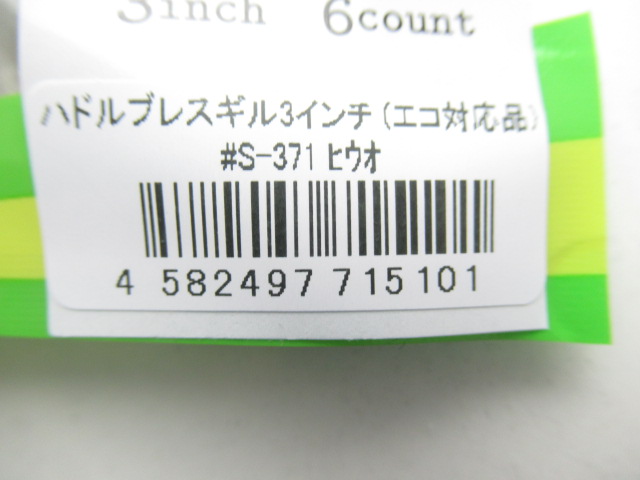 3inch 6count
ハドルブレスギル3インチ(エコ対応品)
#S-371 ヒウオ
4 582497 715101